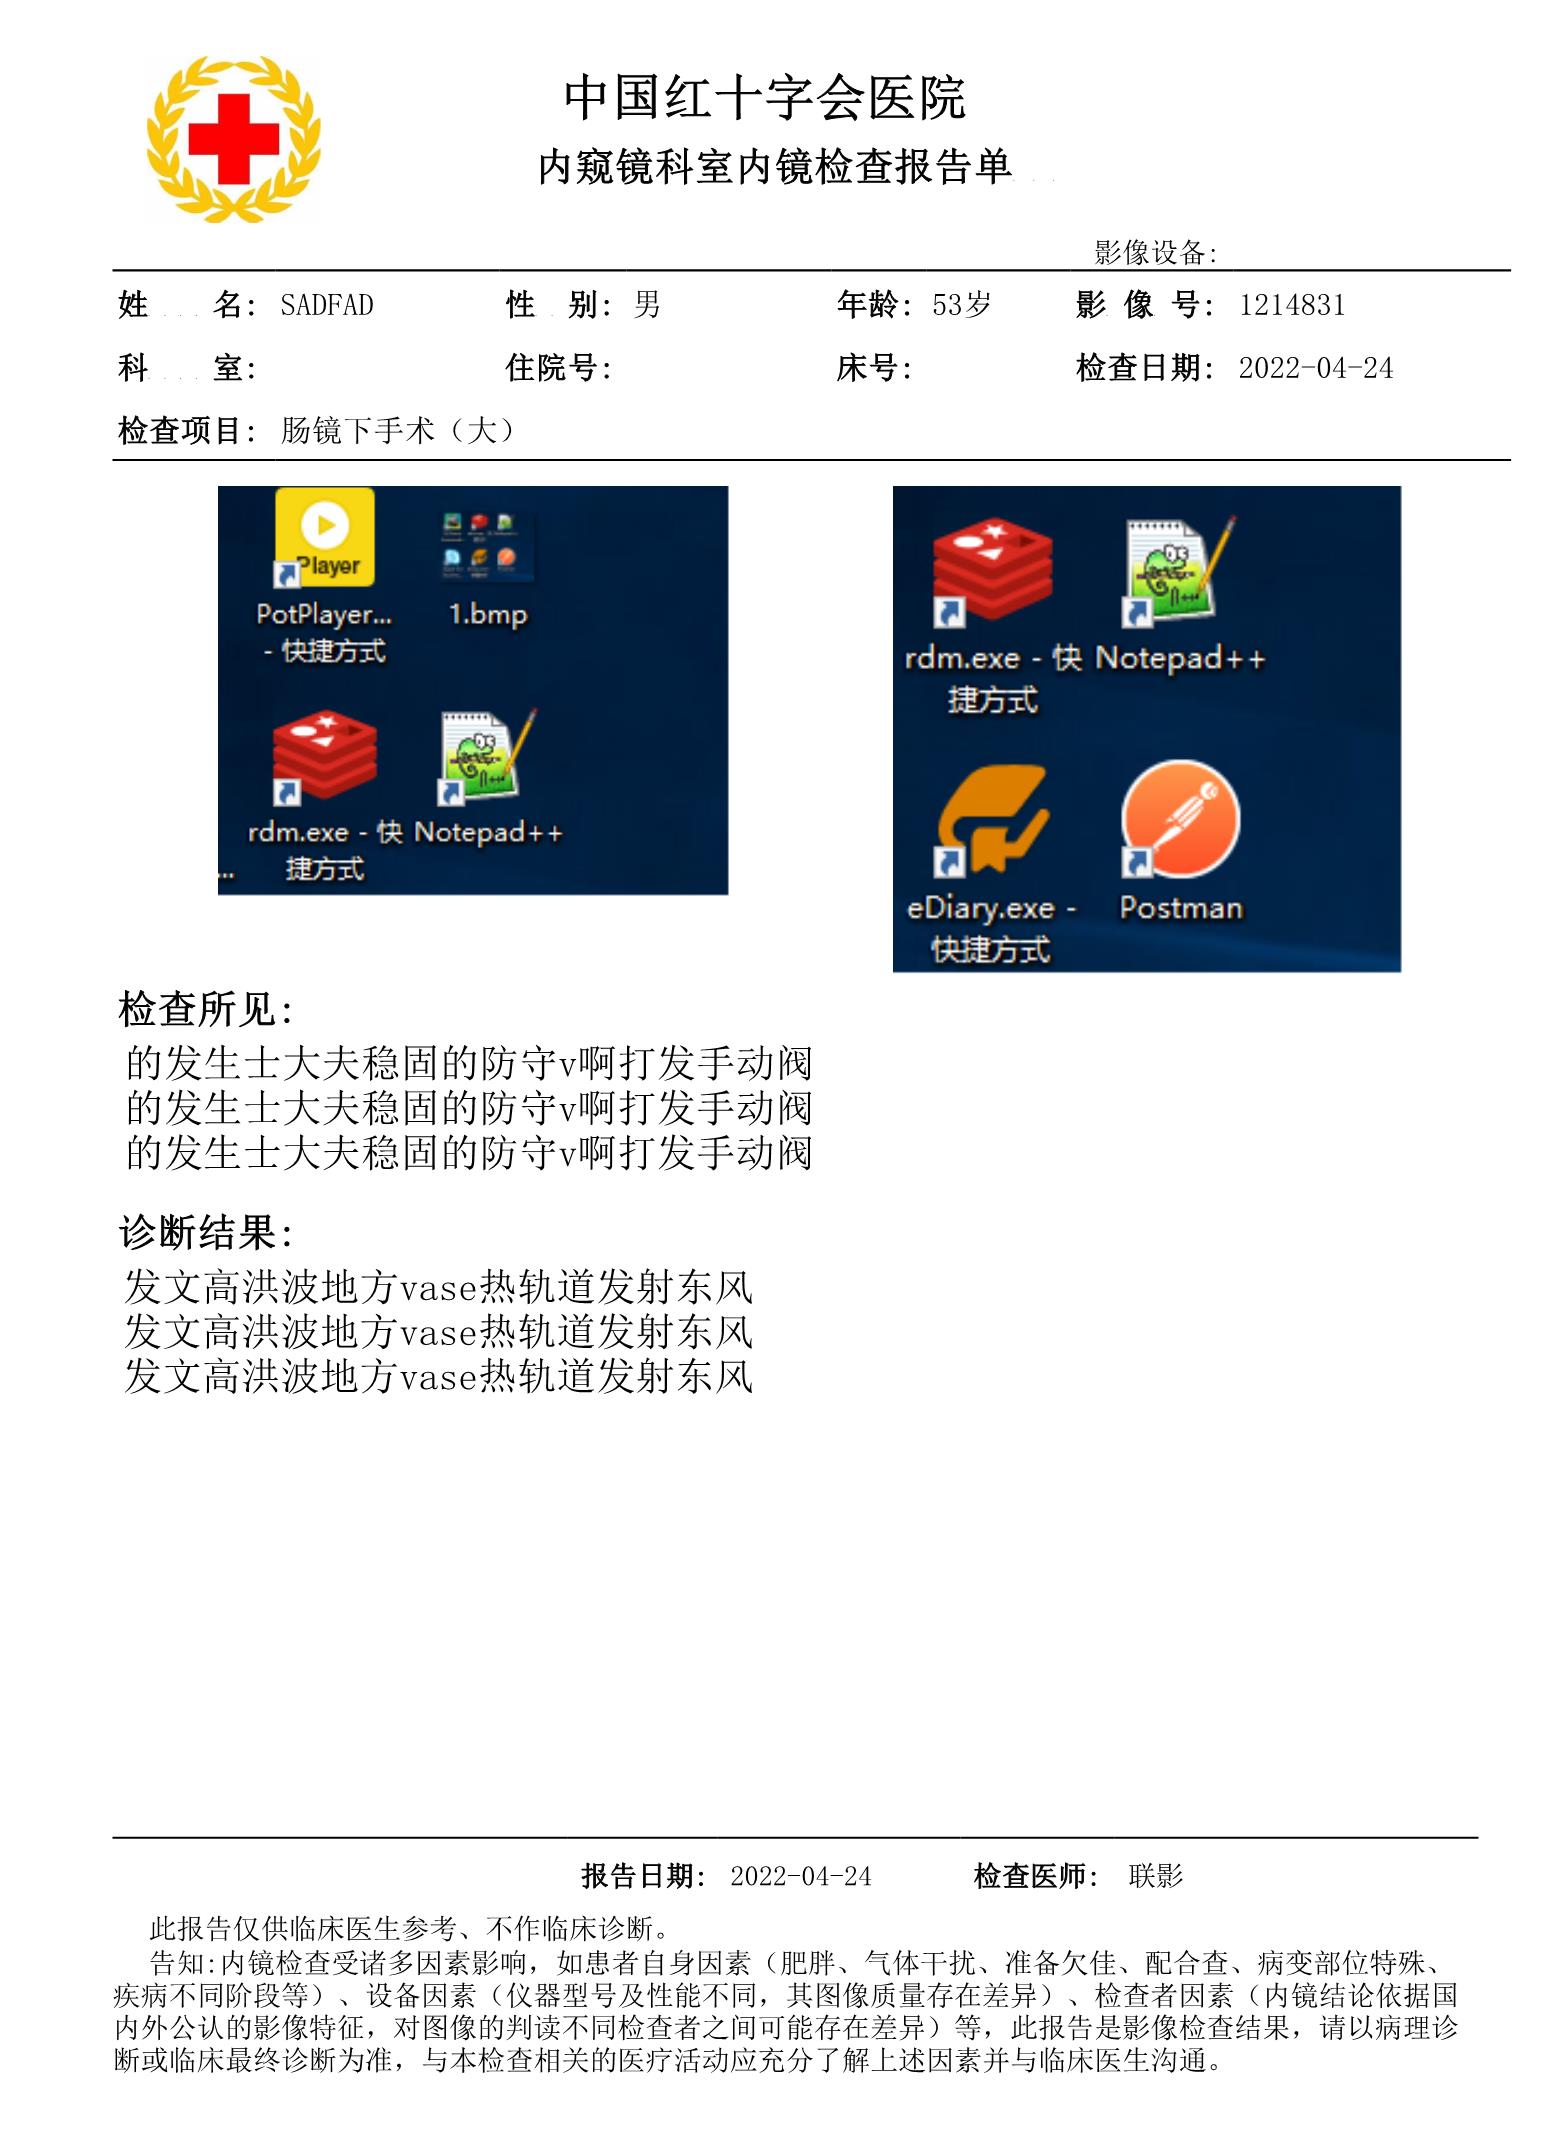 中国红十字会医院
内窥镜科室内镜检查报告单
影像设备:
姓 名: SADFAD 性 别: 男 年龄: 53岁 影 像 号: 1214831
科 室: 住院号: 床号: 检查日期: 2022-04-24
检查项目: 肠镜下手术（大）
Player
PotPlayer... 1.bmp
- 快捷方式
rdm.exe - 快 Notepad++
... 捷方式
rdm.exe - 快 Notepad++
捷方式
eDiary.exe - Postman
快捷方式
检查所见:
的发生士大夫稳固的防守v啊打发手动阀
的发生士大夫稳固的防守v啊打发手动阀
的发生士大夫稳固的防守v啊打发手动阀
诊断结果:
发文高洪波地方vase热轨道发射东风
发文高洪波地方vase热轨道发射东风
发文高洪波地方vase热轨道发射东风
报告日期: 2022-04-24 检查医师: 联影
此报告仅供临床医生参考、不作临床诊断。
告知:内镜检查受诸多因素影响，如患者自身因素（肥胖、气体干扰、准备欠佳、配合查、病变部位特殊、
疾病不同阶段等）、设备因素（仪器型号及性能不同，其图像质量存在差异）、检查者因素（内镜结论依据国
内外公认的影像特征，对图像的判读不同检查者之间可能存在差异）等，此报告是影像检查结果，请以病理诊
断或临床最终诊断为准，与本检查相关的医疗活动应充分了解上述因素并与临床医生沟通。